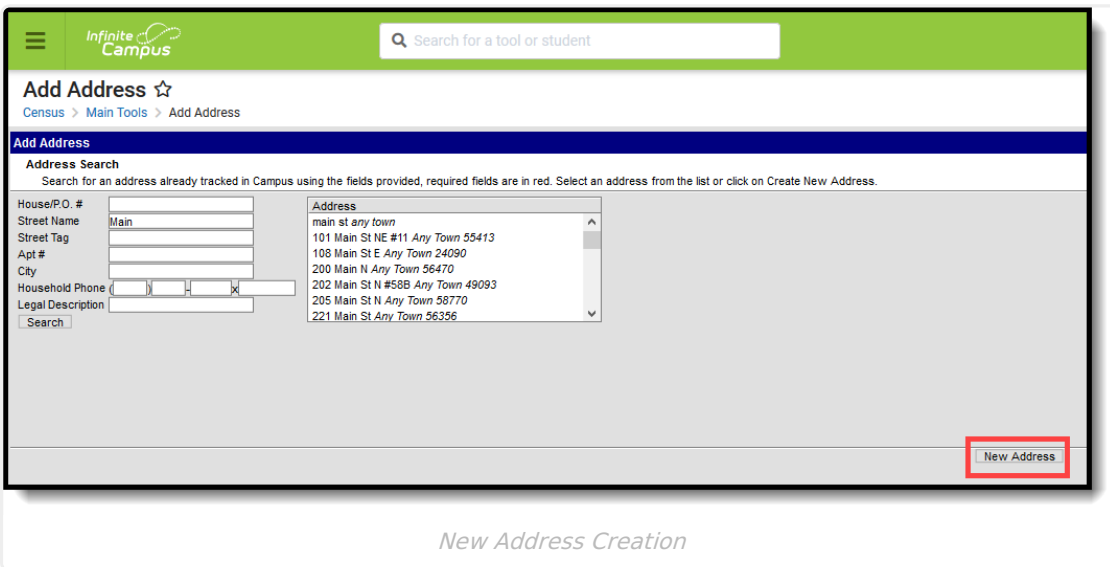 Infinite Campus
Search for a tool or student
Add Address
Census > Main Tools > Add Address
Add Address
Address Search
Search for an address already tracked in Campus using the fields provided, required fields are in red. Select an address from the list or click on Create New Address.
House/P.O. #
Street Name Main
Street Tag
Apt #
City
Household Phone ( ) - x
Legal Description
Search
Address
main st any town
101 Main St NE #11 Any Town 55413
108 Main St E Any Town 24090
200 Main N Any Town 56470
202 Main St N #58B Any Town 49093
205 Main St N Any Town 58770
221 Main St Any Town 56356
New Address
New Address Creation